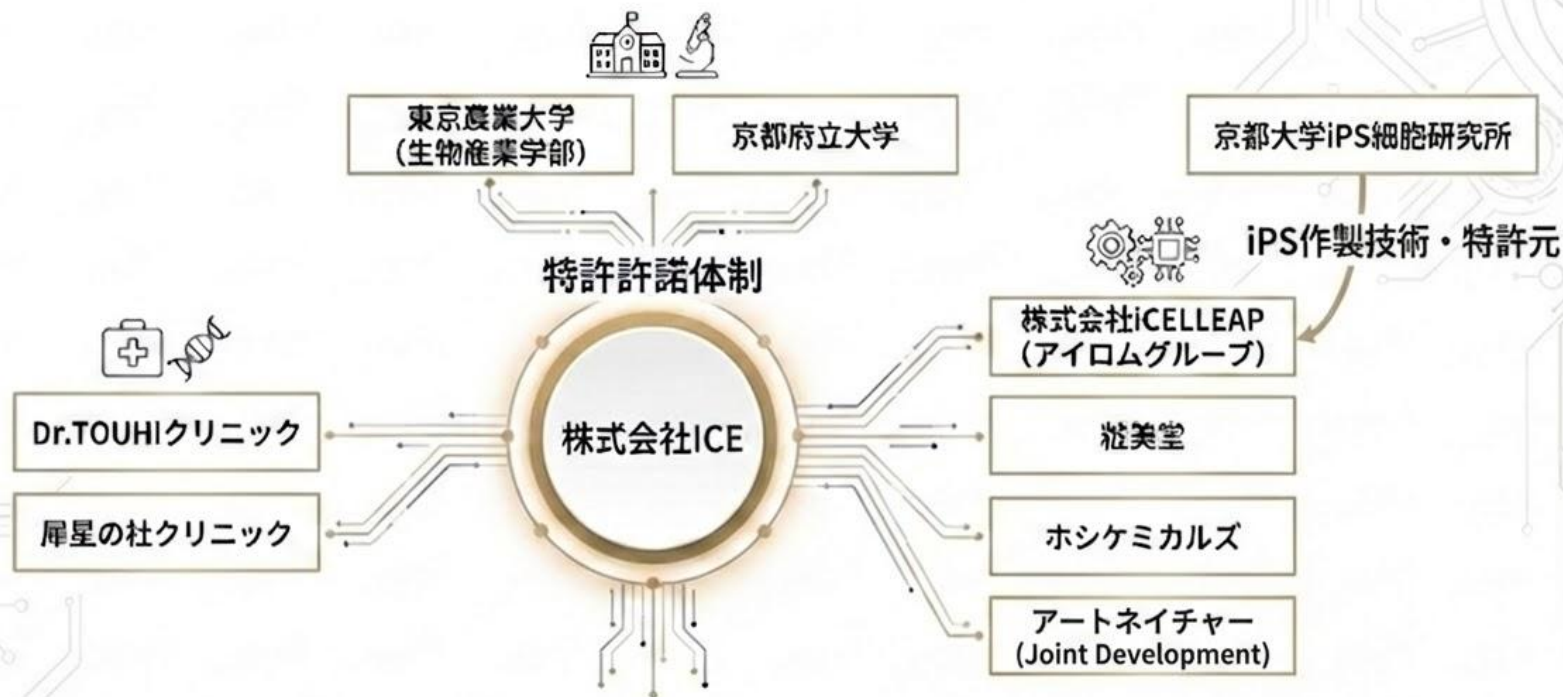 東京農業大学
(生物産業学部)
京都府立大学
京都大学iPS細胞研究所
iPS作製技術・特許元
特許許諾体制
株式会社iCELLEAP
(アイロムグループ)
Dr.TOUHIクリニック
株式会社ICE
犀星の社クリニック
ホシケミカルズ
アートネイチャー
(Joint Development)